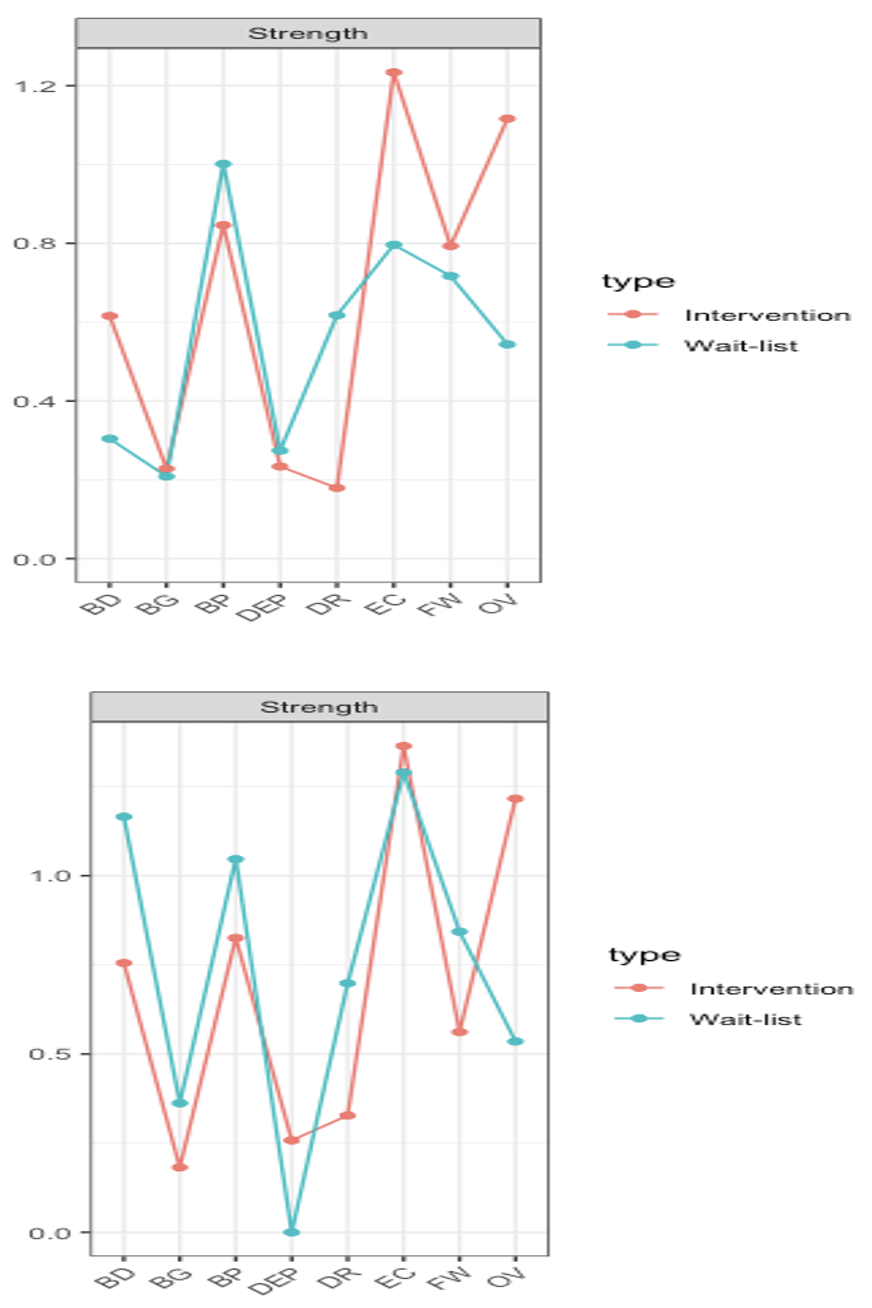 Strength
1.2
0.8
0.4
0.0
BD BG BP DEP DR EC FW OV
type
Intervention
Wait-list
Strength
1.0
0.5
0.0
BD BG BP DEP DR EC FW OV
type
Intervention
Wait-list